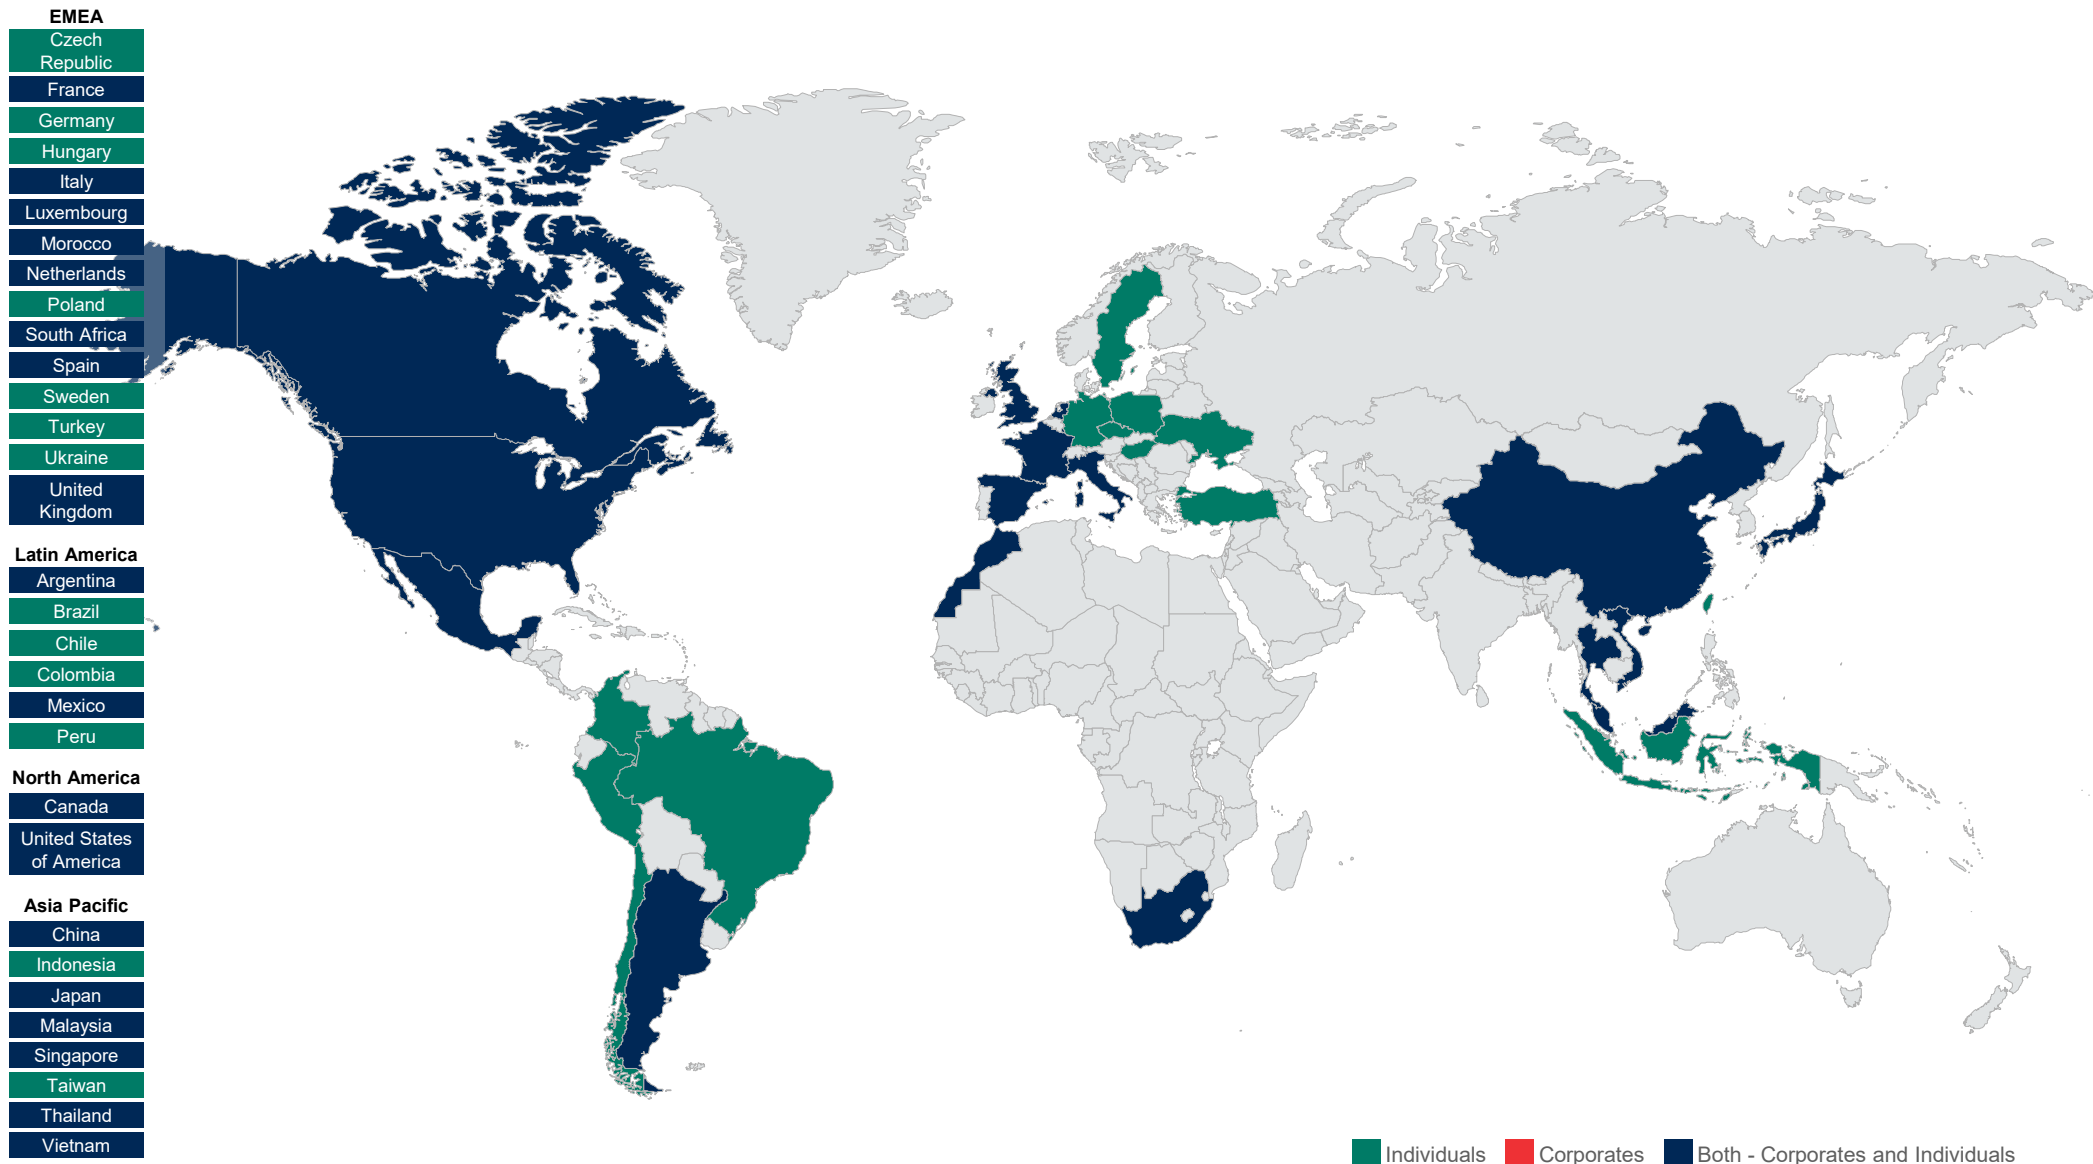 EMEA
Czech
Republic
France
Germany
Hungary
Italy
Luxembourg
Morocco
Netherlands
Poland
South Africa
Spain
Sweden
Turkey
Ukraine
United
Kingdom
Latin America
Argentina
Brazil
Chile
Colombia
Mexico
Peru
North America
Canada
United States
of America
Asia Pacific
China
Indonesia
Japan
Malaysia
Singapore
Taiwan
Thailand
Vietnam
Individuals
Corporates
Both - Corporates and Individuals